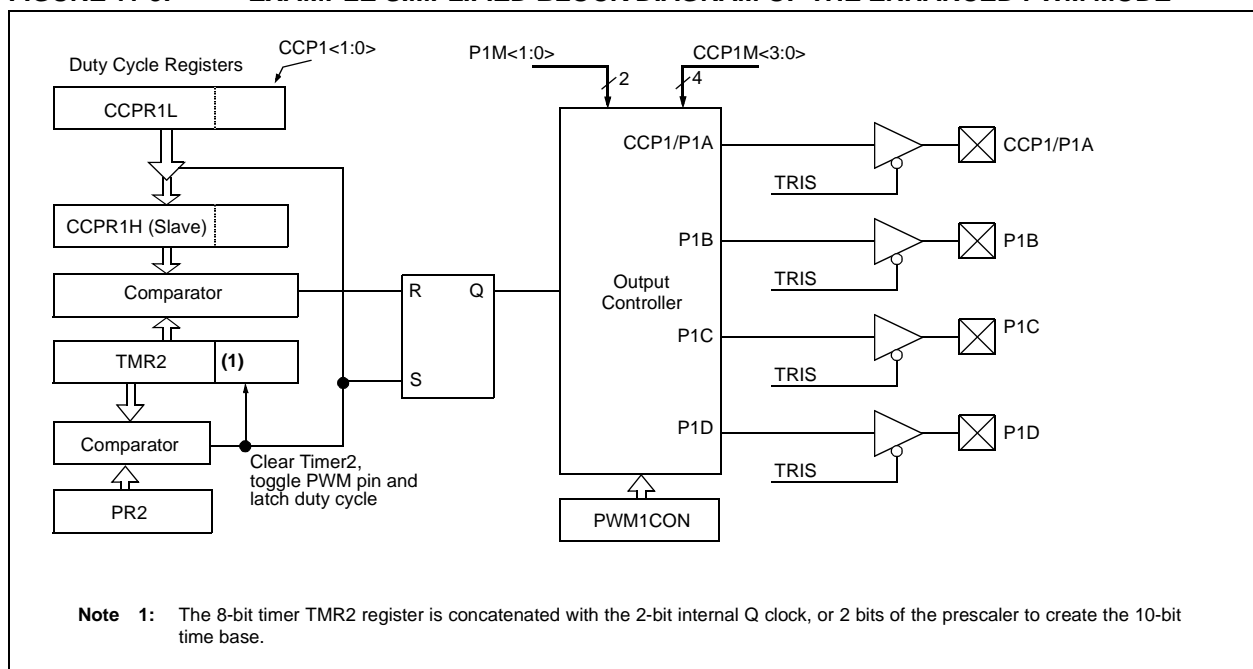 CCP1<1:0>
P1M<1:0>
CCP1M<3:0>
Duty Cycle Registers
2
4
CCPR1L
CCP1/P1A
CCP1/P1A
TRIS
CCPR1H (Slave)
P1B
P1B
Comparator
R
Q
Output
Controller
TRIS
TMR2
(1)
P1C
P1C
S
TRIS
Comparator
P1D
P1D
Clear Timer2,
toggle PWM pin and
latch duty cycle
TRIS
PR2
PWM1CON
Note 1: The 8-bit timer TMR2 register is concatenated with the 2-bit internal Q clock, or 2 bits of the prescaler to create the 10-bit
time base.